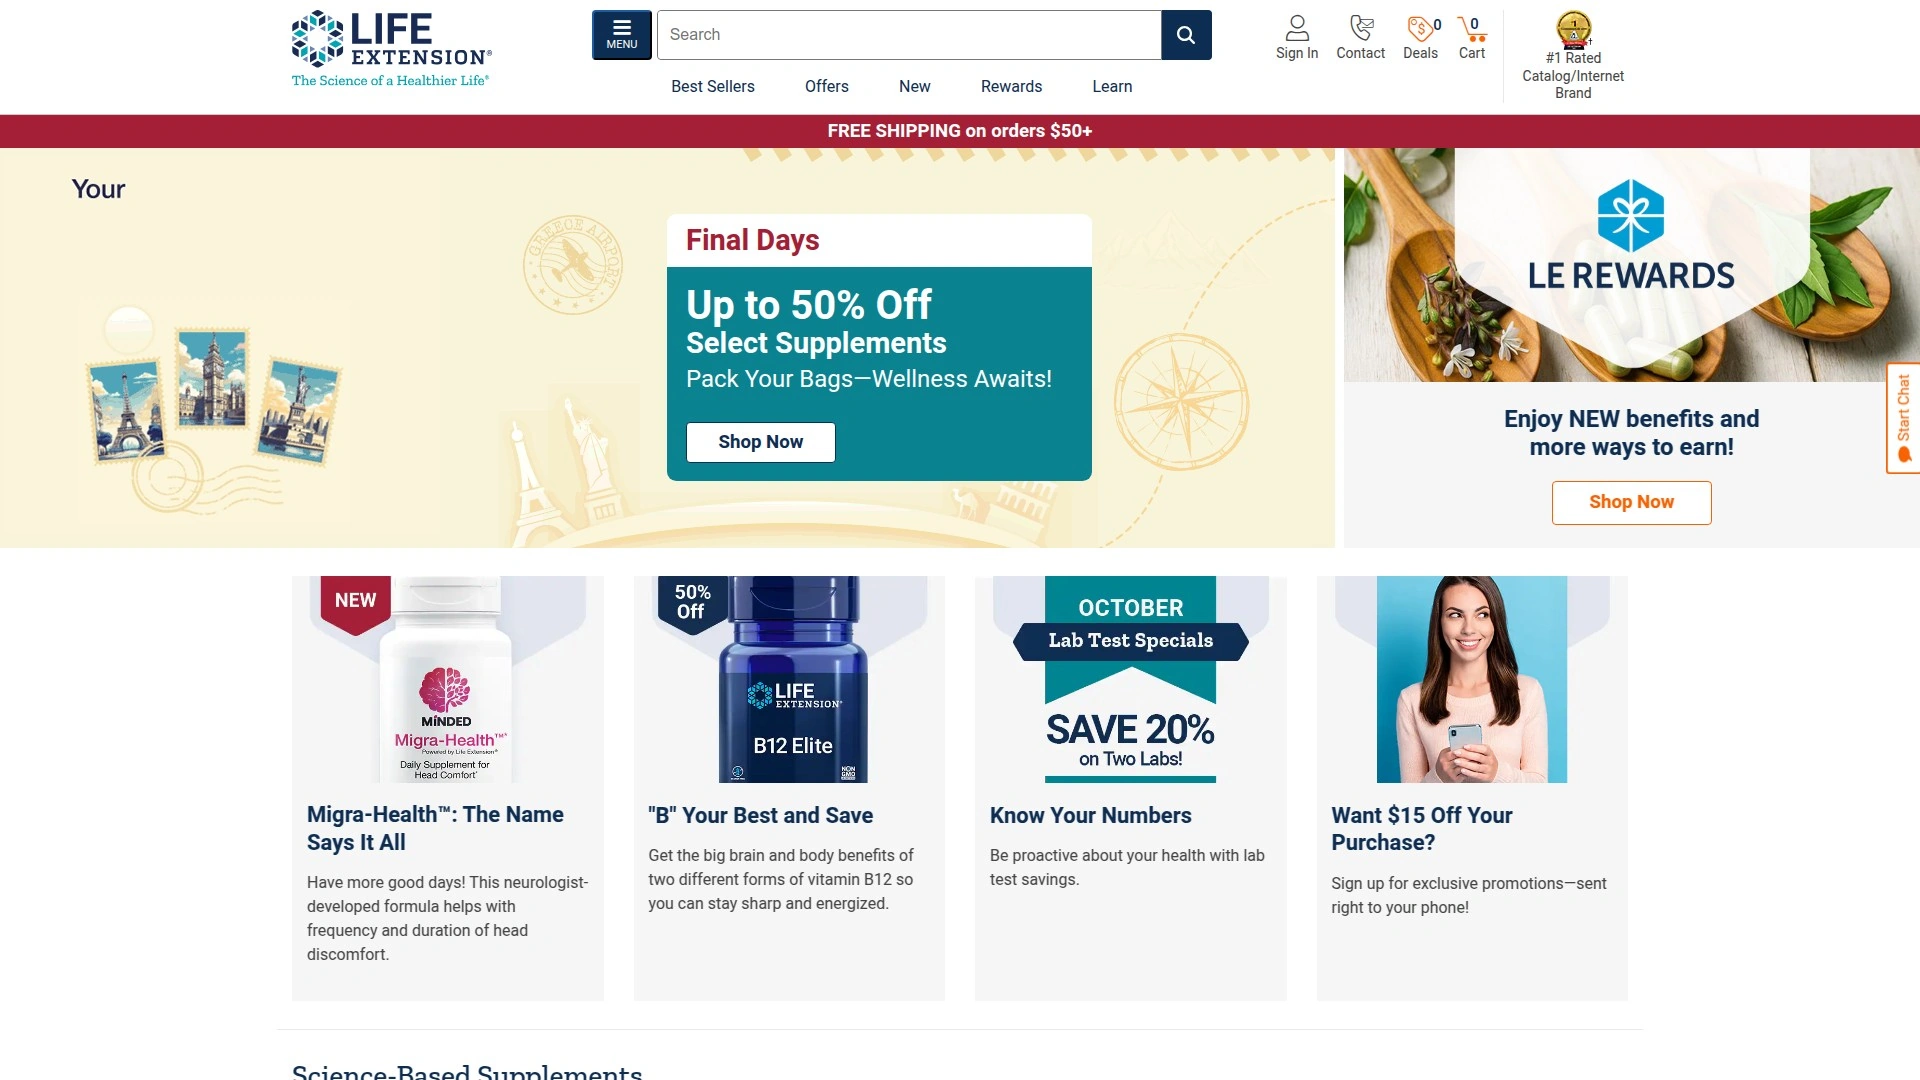 LIFE
EXTENSION®
The Science of a Healthier Life®
MENU
Search
Sign In
Contact
0
Deals
0
Cart
#1 Rated
Catalog/Internet
Brand
Best Sellers
Offers
New
Rewards
Learn
FREE SHIPPING on orders $50+
Your
GREECE AIRPORT
Final Days
Up to 50% Off
Select Supplements
Pack Your Bags—Wellness Awaits!
Shop Now
LE REWARDS
Enjoy NEW benefits and
more ways to earn!
Shop Now
Start Chat
NEW
MÍNDED
Migra-Health™*
Powered by Life Extension®
Daily Supplement for
Head Comfort*
Migra-Health™: The Name
Says It All
Have more good days! This neurologist-
developed formula helps with
frequency and duration of head
discomfort.
50%
Off
LIFE
EXTENSION®
B12 Elite
NON
GMO
"B" Your Best and Save
Get the big brain and body benefits of
two different forms of vitamin B12 so
you can stay sharp and energized.
OCTOBER
Lab Test Specials
SAVE 20%
on Two Labs!
Know Your Numbers
Be proactive about your health with lab
test savings.
Want $15 Off Your
Purchase?
Sign up for exclusive promotions—sent
right to your phone!
Science-Based Supplements